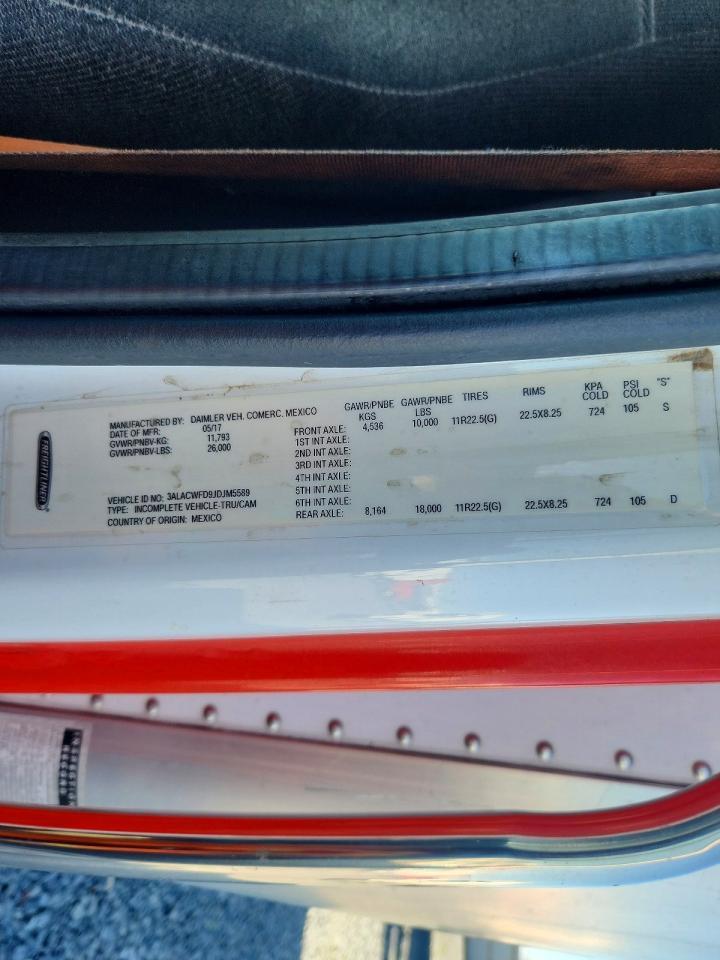 FREIGHTLINER
MANUFACTURED BY: DAIMLER VEH. COMERC. MEXICO
DATE OF MFR: 05/17
GVWR/PNBV-KG: 11,793
GVWR/PNBV-LBS: 26,000
VEHICLE ID NO: 3ALACWFD9JDJM5589
TYPE: INCOMPLETE VEHICLE-TRU/CAM
COUNTRY OF ORIGIN: MEXICO
GAWR/PNBE KGS GAWR/PNBE LBS TIRES RIMS KPA COLD PSI COLD "S"
FRONT AXLE: 4,536 10,000 11R22.5(G) 22.5X8.25 724 105 S
1ST INT AXLE:
2ND INT AXLE:
3RD INT AXLE:
4TH INT AXLE:
5TH INT AXLE:
6TH INT AXLE:
REAR AXLE: 8,164 18,000 11R22.5(G) 22.5X8.25 724 105 D